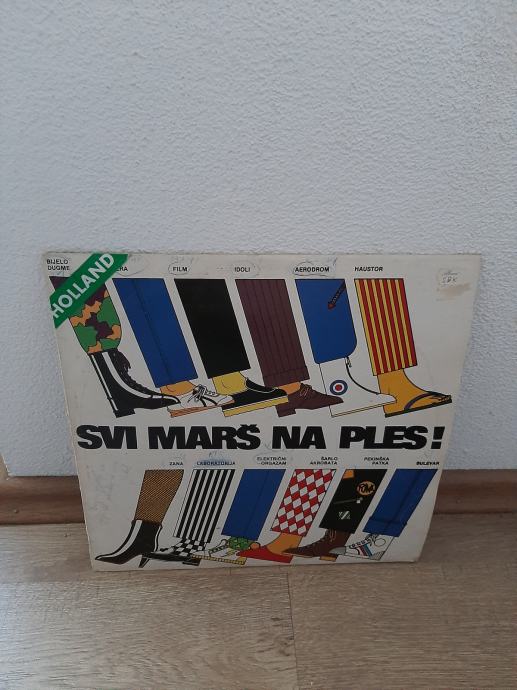 BIJELO
DUGME
HOLLAND
FILM
IDOLI
AERODROM
HAUSTOR
SVI MARŠ NA PLES!
ZANA
LABORATORIJA
ELEKTRIČNI
ORGAZAM
ŠARLO
AKROBATA
PEKINŠKA
PATKA
BULEVAR